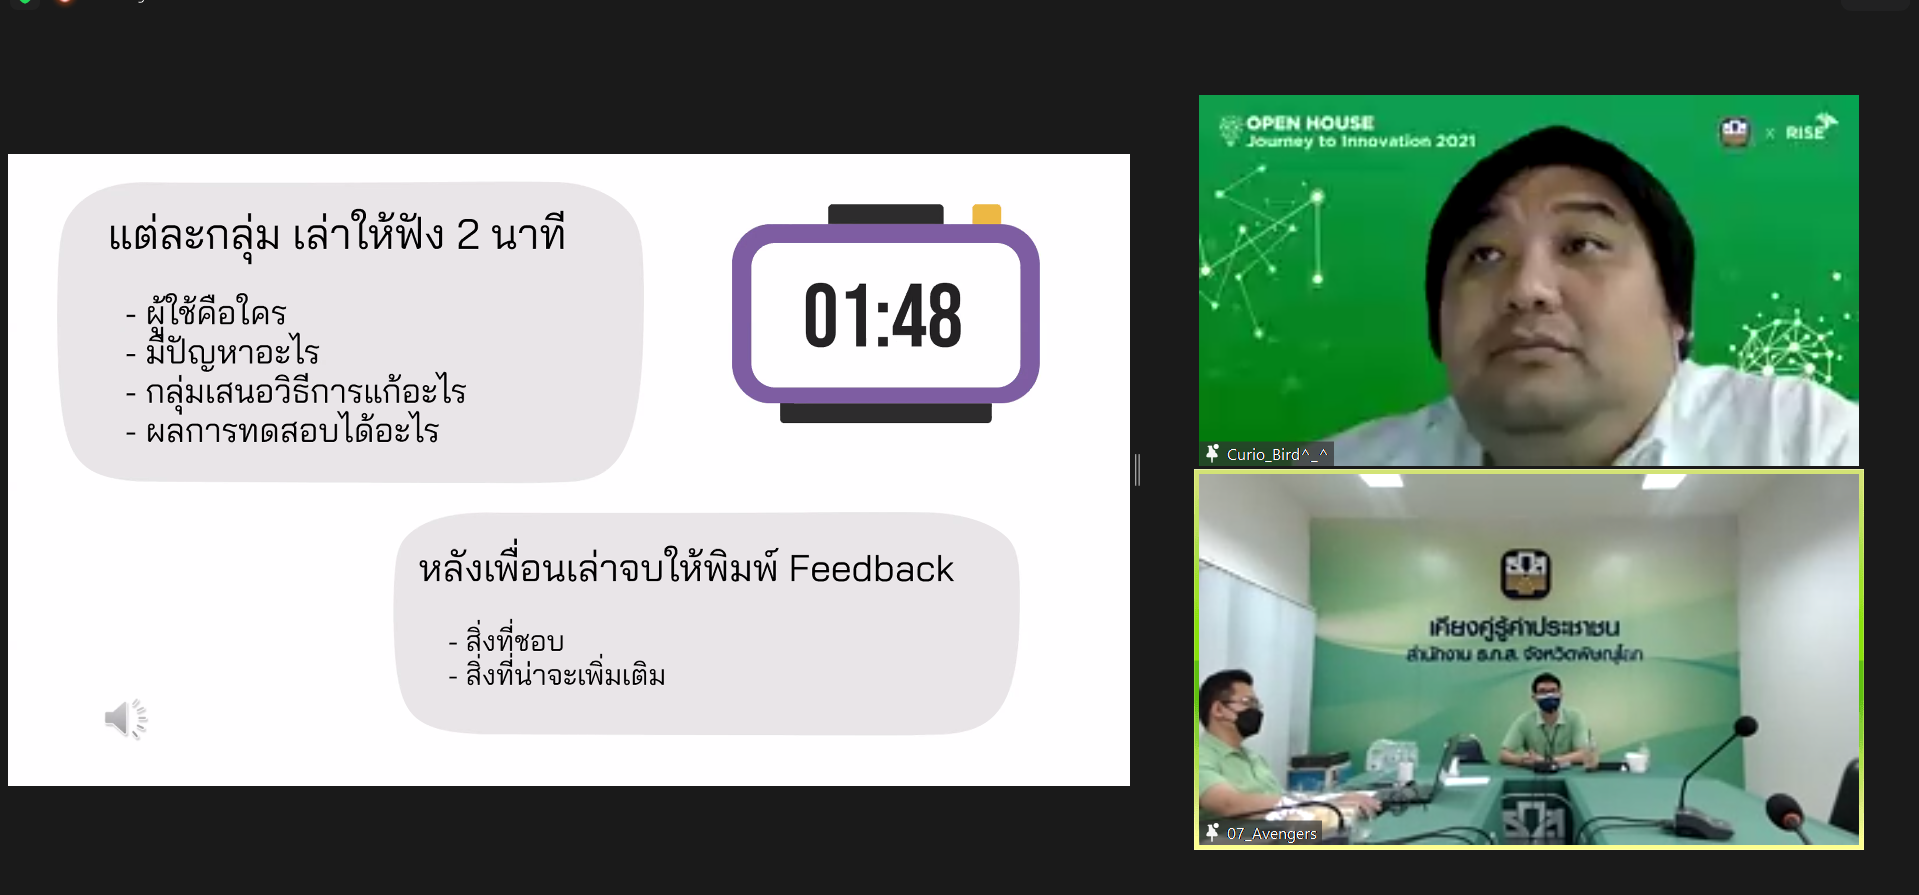 แต่ละกลุ่ม เล่าให้ฟัง 2 นาที
- ผู้ใช้คือใคร
- มีปัญหาอะไร
- กลุ่มเสนอวิธีการแก้อะไร
- ผลการทดสอบได้อะไร
01:48
หลังเพื่อนเล่าจบให้พิมพ์ Feedback
- สิ่งที่ชอบ
- สิ่งที่น่าจะเพิ่มเติม
OPEN HOUSE
Journey to Innovation 2021
x RISE
Curio_Bird^_^
เคียงคู่รู้ค่าประชาชน
สำนักงาน ธ.ก.ส. จังหวัดพิษณุโลก
07_Avengers